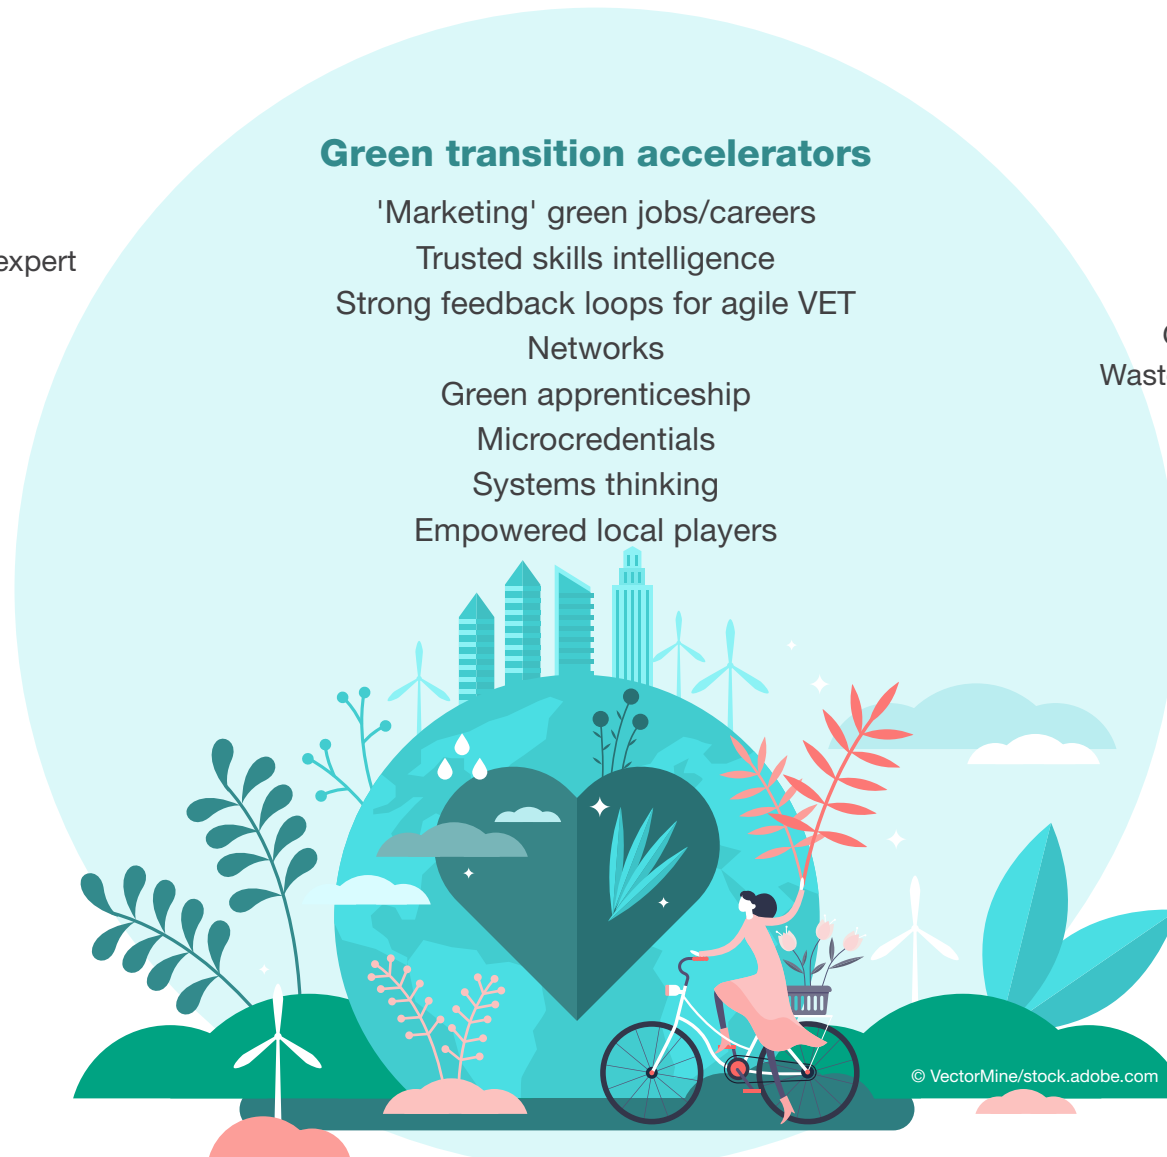 Green transition accelerators
'Marketing' green jobs/careers
expert
Trusted skills intelligence
Strong feedback loops for agile VET
Networks
Wast
Green apprenticeship
Microcredentials
Systems thinking
Empowered local players
© VectorMine/stock.adobe.com